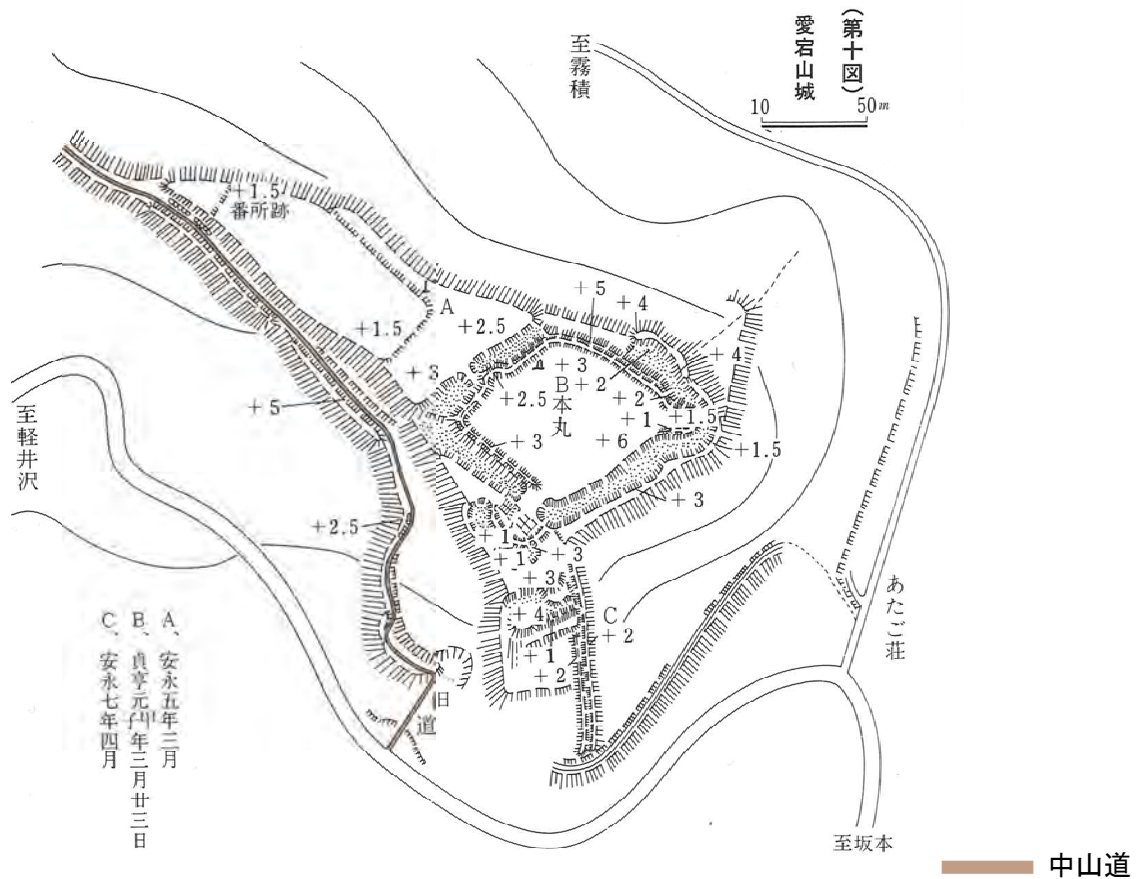 （第十図）
愛宕山城
10 50m
至霧積
+1.5
番所跡
A
+5
+4
+2.5
+1.5
+3
+4
+3
+2
B本丸
+2.5
+2
+5
+1
+1.5
+3
+6
+1.5
+3
至軽井沢
+2.5
+1
+1
+3
+3
+4
C
+2
+1
+2
あたご荘
旧道
A、安永五年三月
B、貞享元年三月廿三日
C、安永七年四月
至坂本
中山道